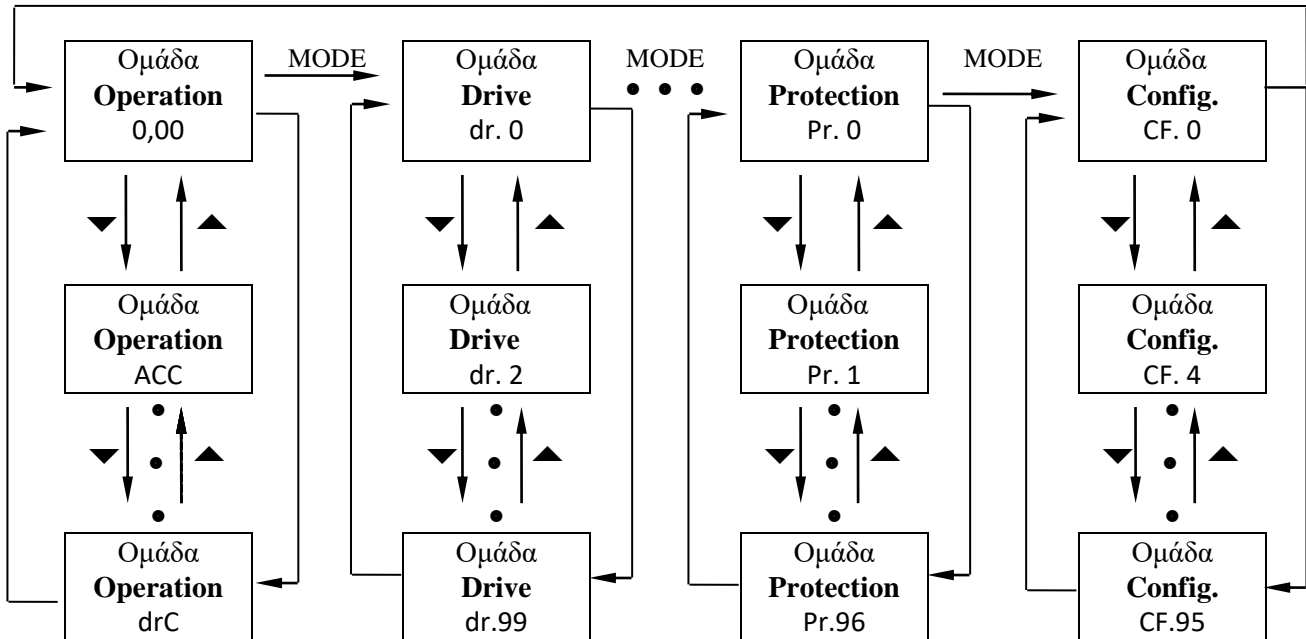 Ομάδα
Operation
0,00
MODE
Ομάδα
Drive
dr. 0
MODE
Ομάδα
Protection
Pr. 0
MODE
Ομάδα
Config.
CF. 0
Ομάδα
Operation
ACC
Ομάδα
Drive
dr. 2
Ομάδα
Protection
Pr. 1
Ομάδα
Config.
CF. 4
Ομάδα
Operation
drC
Ομάδα
Drive
dr.99
Ομάδα
Protection
Pr.96
Ομάδα
Config.
CF.95